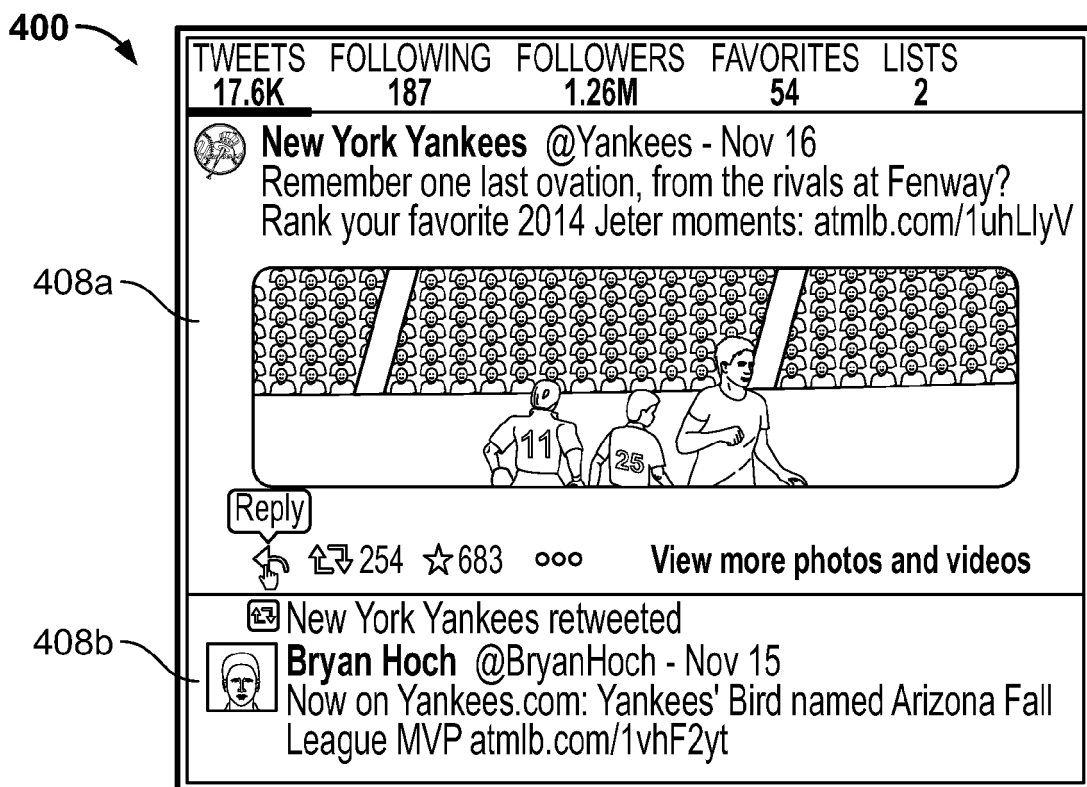 400
TWEETS FOLLOWING FOLLOWERS FAVORITES LISTS
17.6K 187 1.26M 54 2
New York Yankees @Yankees - Nov 16
Remember one last ovation, from the rivals at Fenway?
Rank your favorite 2014 Jeter moments: atmlb.com/1uhLlyV
408a
11
25
Reply
254 683 View more photos and videos
New York Yankees retweeted
408b
Bryan Hoch @BryanHoch - Nov 15
Now on Yankees.com: Yankees' Bird named Arizona Fall
League MVP atmlb.com/1vhF2yt